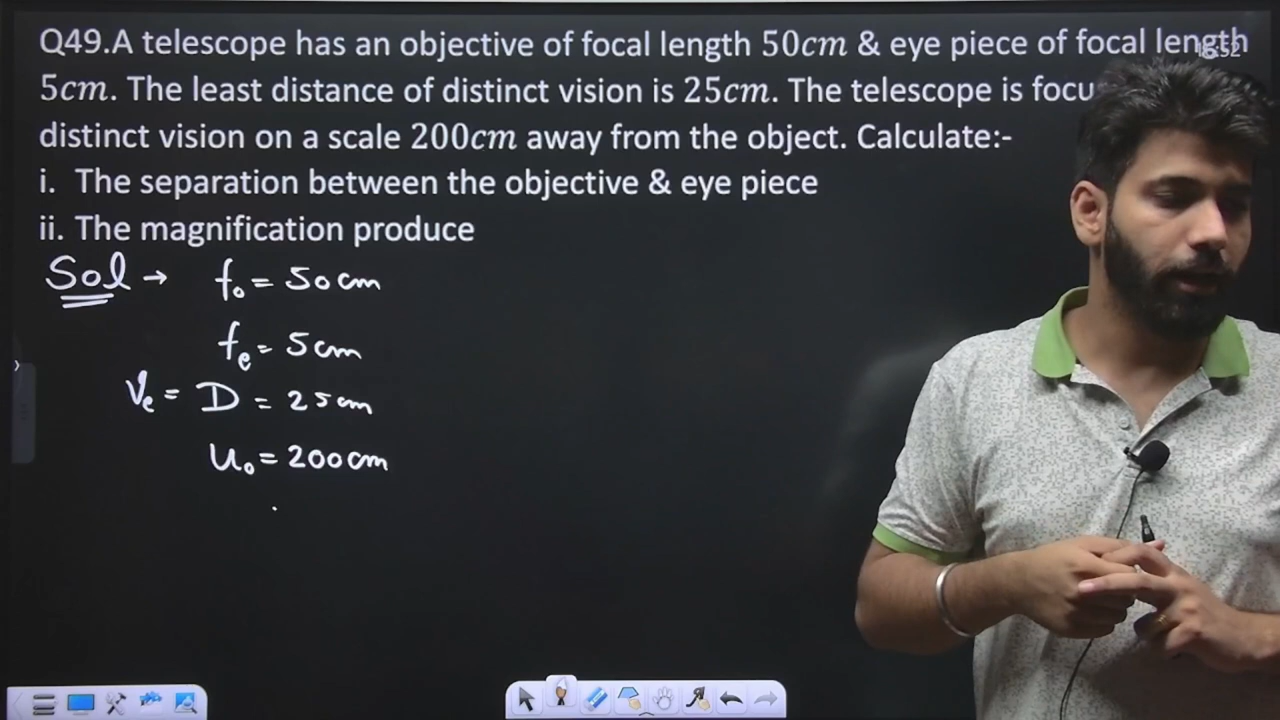 Q49.A telescope has an objective of focal length 50cm & eye piece of focal length
5cm. The least distance of distinct vision is 25cm. The telescope is focu
distinct vision on a scale 200cm away from the object. Calculate:-
i. The separation between the objective & eye piece
ii. The magnification produce
Sol → f₀ = 50cm
fₑ = 5cm
Vₑ = D = 25cm
u₀ = 200cm